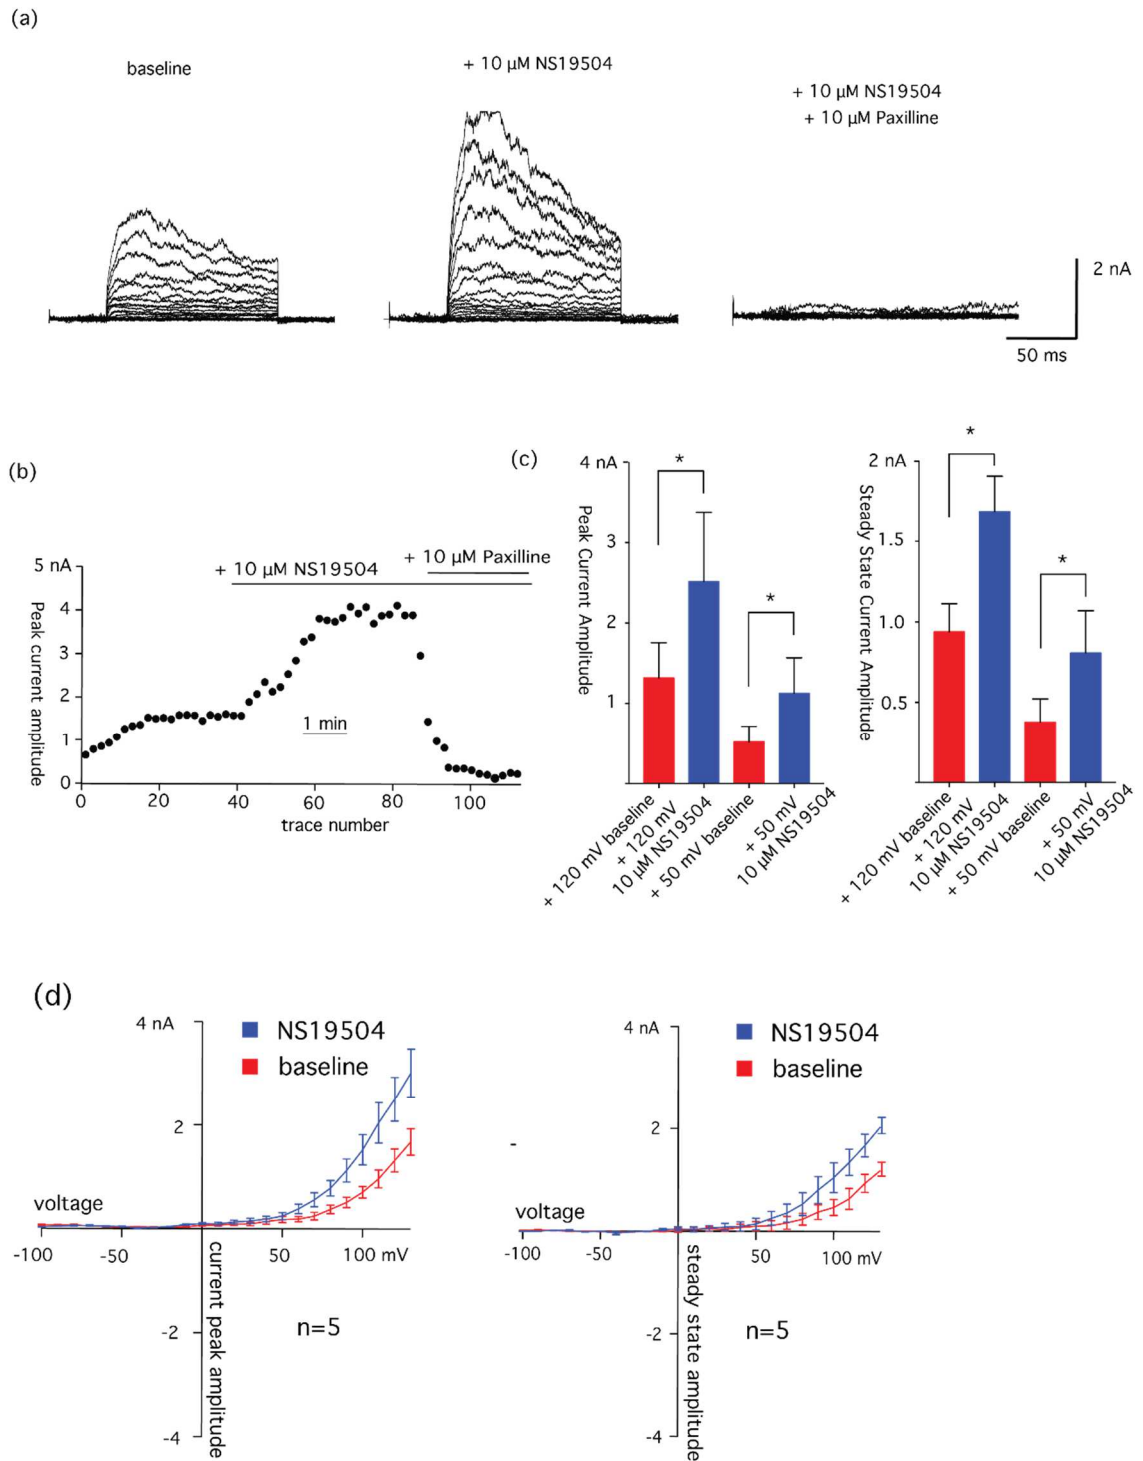 (a)
baseline
+ 10 µM NS19504
+ 10 µM NS19504
+ 10 µM Paxilline
2 nA
50 ms
(b)
5 nA
4
3
2
1
0
Peak current amplitude
+ 10 µM NS19504
+ 10 µM Paxilline
1 min
0
20
40
60
80
100
trace number
(c)
4 nA
3
2
1
Peak Current Amplitude
*
*
+ 120 mV baseline
+ 120 mV
10 µM NS19504
+ 50 mV baseline
+ 50 mV
10 µM NS19504
2 nA
1.5
1.0
0.5
Steady State Current Amplitude
*
*
+ 120 mV baseline
+ 120 mV
10 µM NS19504
+ 50 mV baseline
+ 50 mV
10 µM NS19504
(d)
4 nA
2
-2
-4
NS19504
baseline
voltage
-100
-50
50
100 mV
current peak amplitude
n=5
-
4 nA
2
-2
-4
NS19504
baseline
voltage
-100
-50
50
100 mV
steady state amplitude
n=5